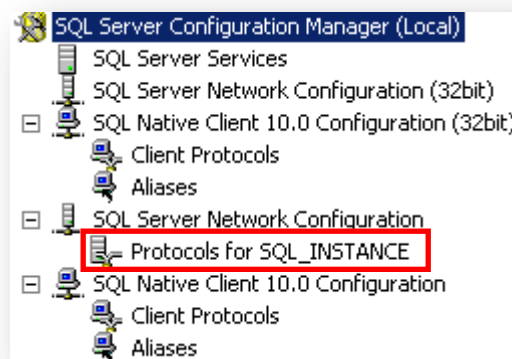 SQL Server Configuration Manager (Local)
SQL Server Services
SQL Server Network Configuration (32bit)
SQL Native Client 10.0 Configuration (32bit)
Client Protocols
Aliases
SQL Server Network Configuration
Protocols for SQL_INSTANCE
SQL Native Client 10.0 Configuration
Client Protocols
Aliases